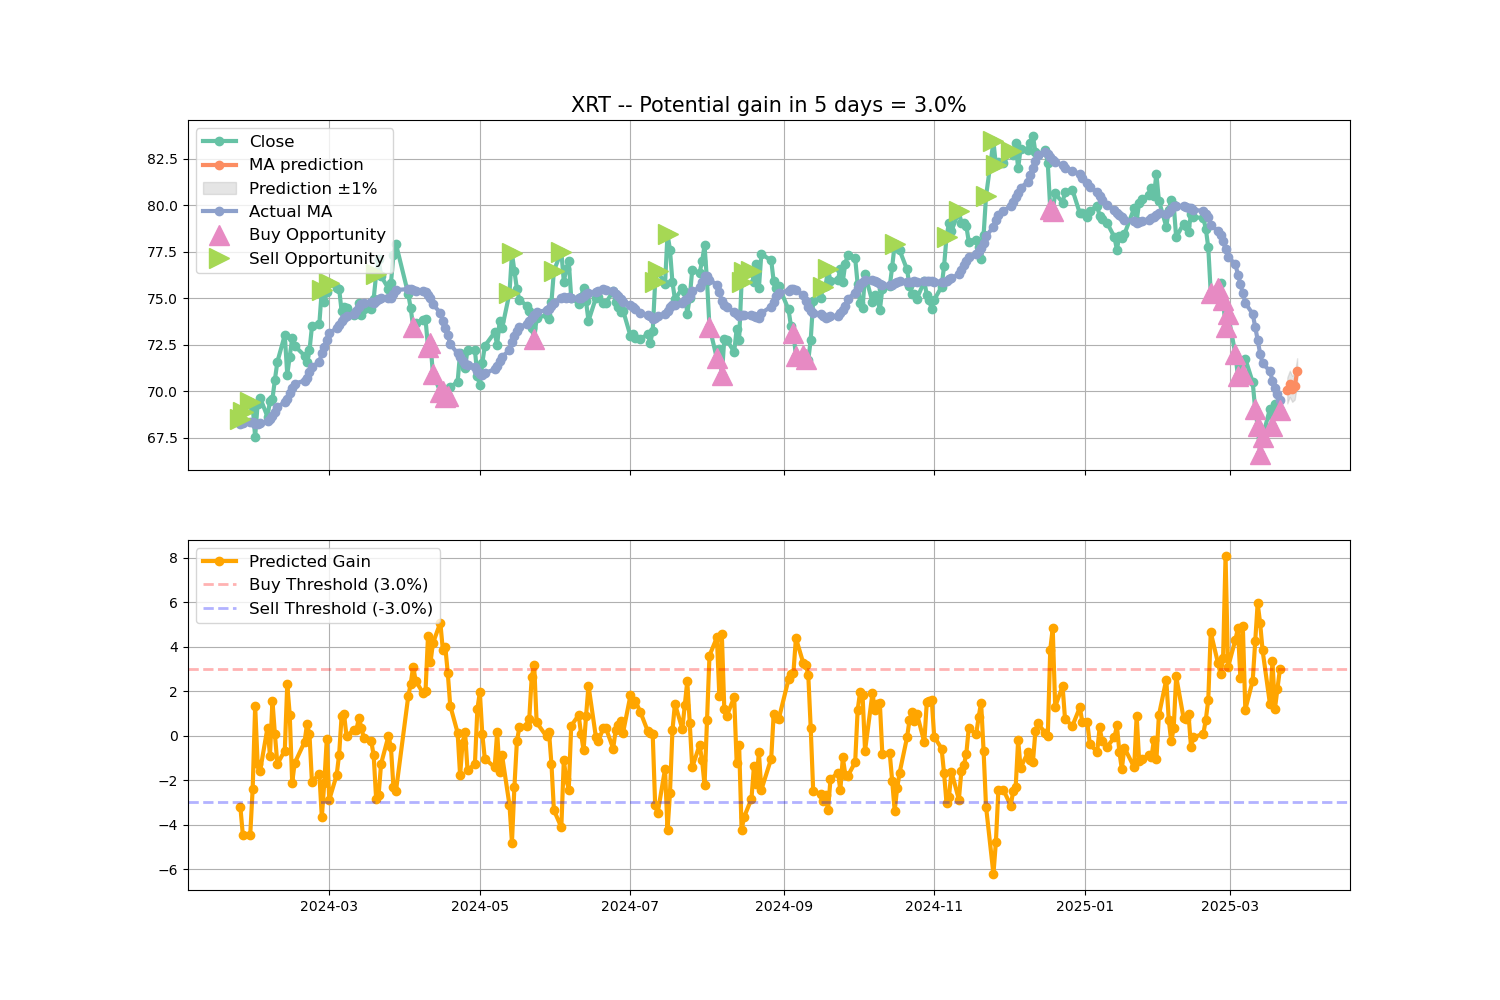 XRT -- Potential gain in 5 days = 3.0%
Close
MA prediction
Prediction ±1%
Actual MA
Buy Opportunity
Sell Opportunity
82.5
80.0
77.5
75.0
72.5
70.0
67.5
Predicted Gain
Buy Threshold (3.0%)
Sell Threshold (-3.0%)
8
6
4
2
0
−2
−4
−6
2024-03 2024-05 2024-07 2024-09 2024-11 2025-01 2025-03